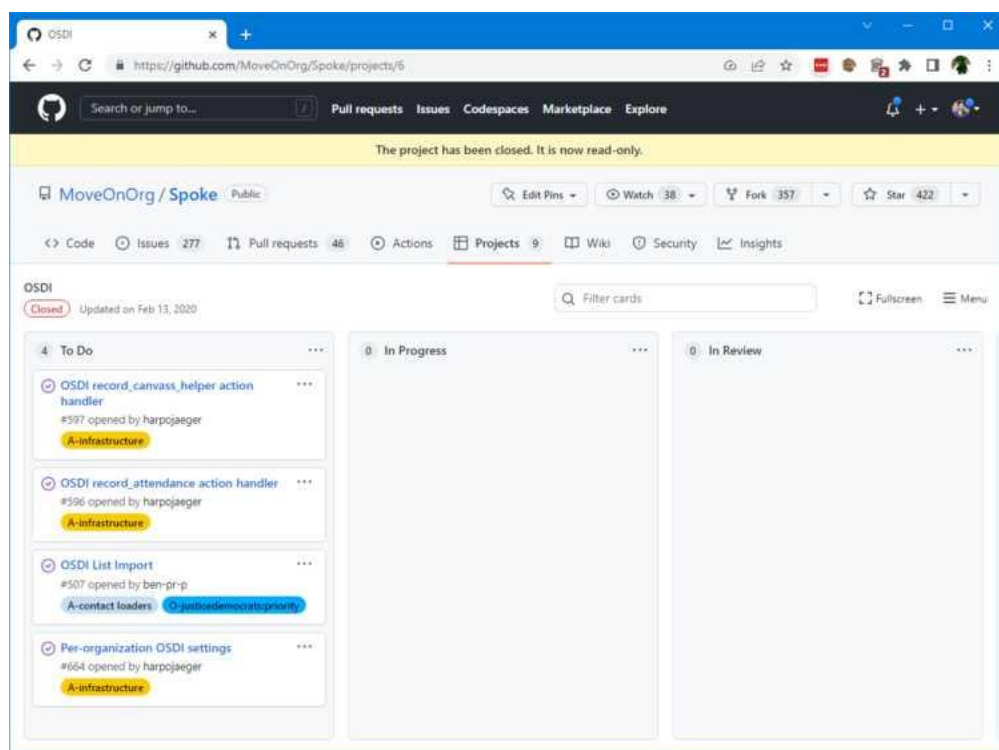 OSDI
https://github.com/MoveOnOrg/Spoke/projects/6
2
Search or jump to... /
Pull requests Issues Codespaces Marketplace Explore
The project has been closed. It is now read-only.
MoveOnOrg / Spoke Public
Edit Pins Watch 38 Fork 357 Star 422
<> Code Issues 277 Pull requests 46 Actions Projects 9 Wiki Security Insights
OSDI
Closed Updated on Feb 13, 2020
Filter cards
Fullscreen Menu
4 To Do
OSDI record_canvass_helper action
handler
#597 opened by harpojaeger
A-infrastructure
OSDI record_attendance action handler
#596 opened by harpojaeger
A-infrastructure
OSDI List Import
#507 opened by ben-pr-p
A-contact loaders O-justicedemocrats:priority
Per-organization OSDI settings
#664 opened by harpojaeger
A-infrastructure
0 In Progress
0 In Review